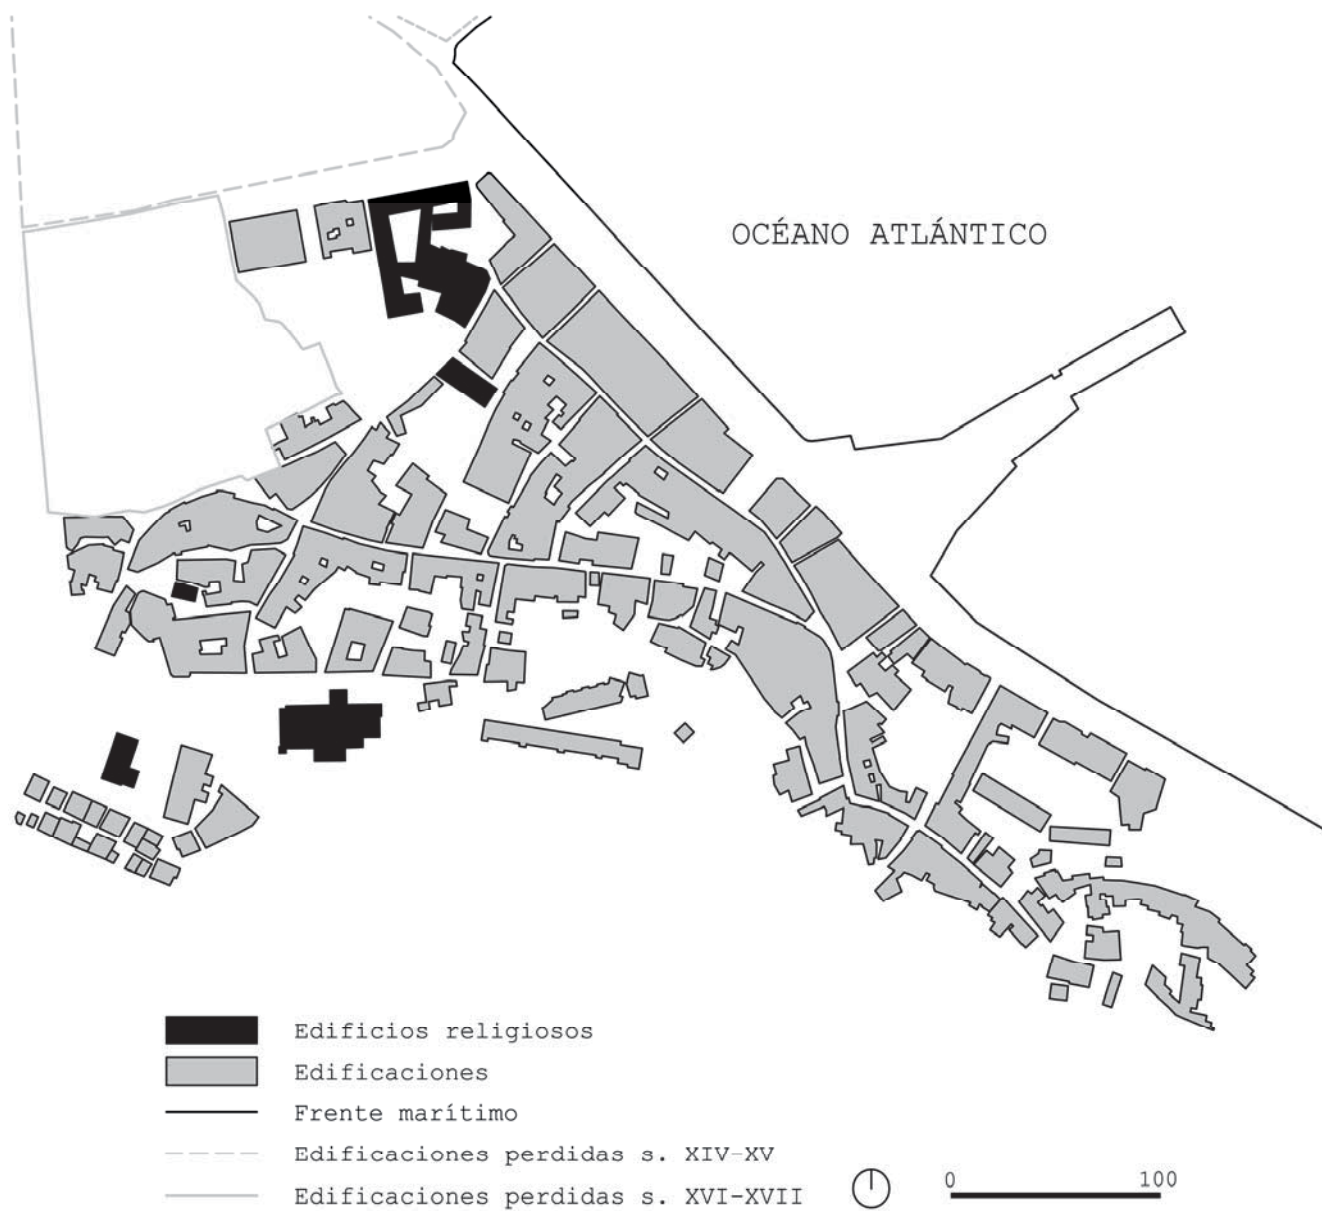 OCÉANO ATLÁNTICO
Edificios religiosos
Edificaciones
Frente marítimo
Edificaciones perdidas s. XIV-XV
Edificaciones perdidas s. XVI-XVII
0 100